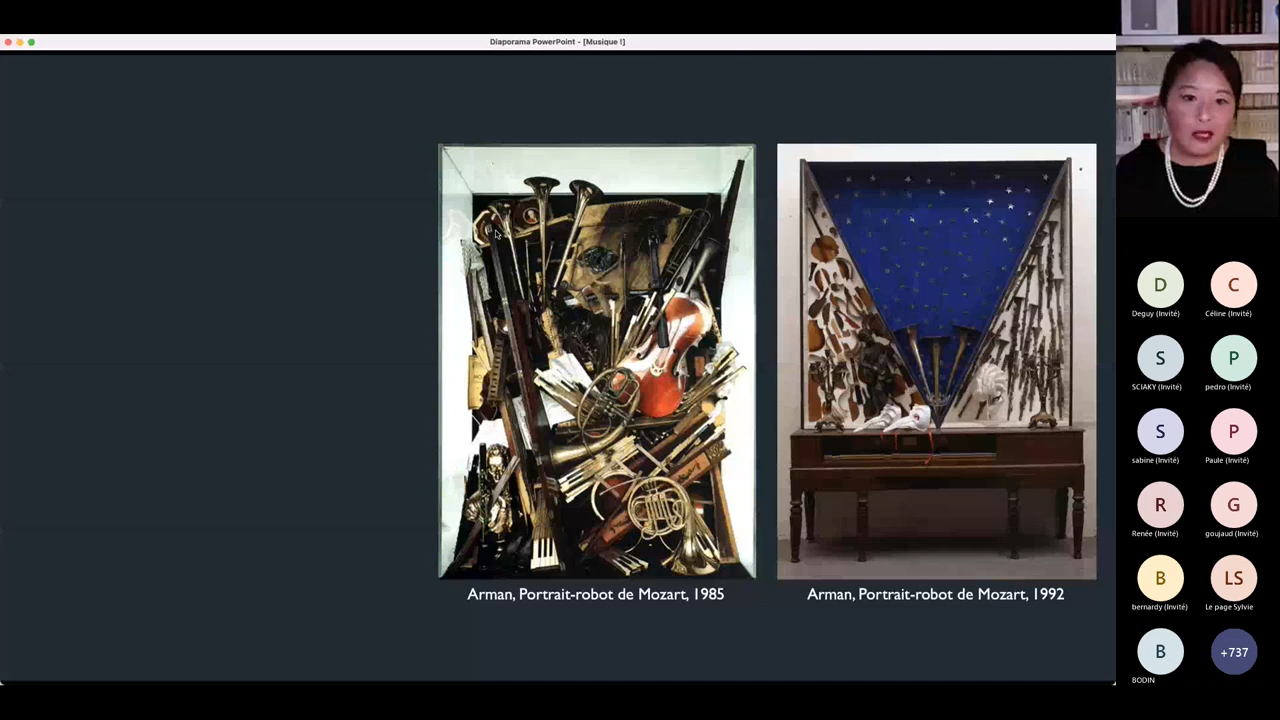 Diaporama PowerPoint - [Musique !]
Arman, Portrait-robot de Mozart, 1985
Arman, Portrait-robot de Mozart, 1992
D
C
Deguy (Invité)
Céline (Invité)
S
P
SCIAKY (Invité)
pedro (Invité)
S
P
sabine (Invité)
Paule (Invité)
R
G
Renée (Invité)
goujaud (Invité)
B
LS
bernardy (Invité)
Le page Sylvie
B
+737
BODIN